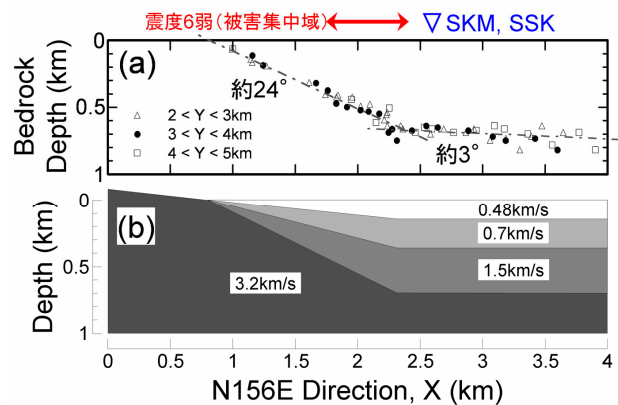 震度6弱(被害集中域)
▽ SKM, SSK
Bedrock Depth (km)
0
0.5
1
(a)
約24°
約3°
△ 2 < Y < 3km
● 3 < Y < 4km
□ 4 < Y < 5km
Depth (km)
0
0.5
1
(b)
0.48km/s
0.7km/s
1.5km/s
3.2km/s
0 0.5 1 1.5 2 2.5 3 3.5 4
N156E Direction, X (km)